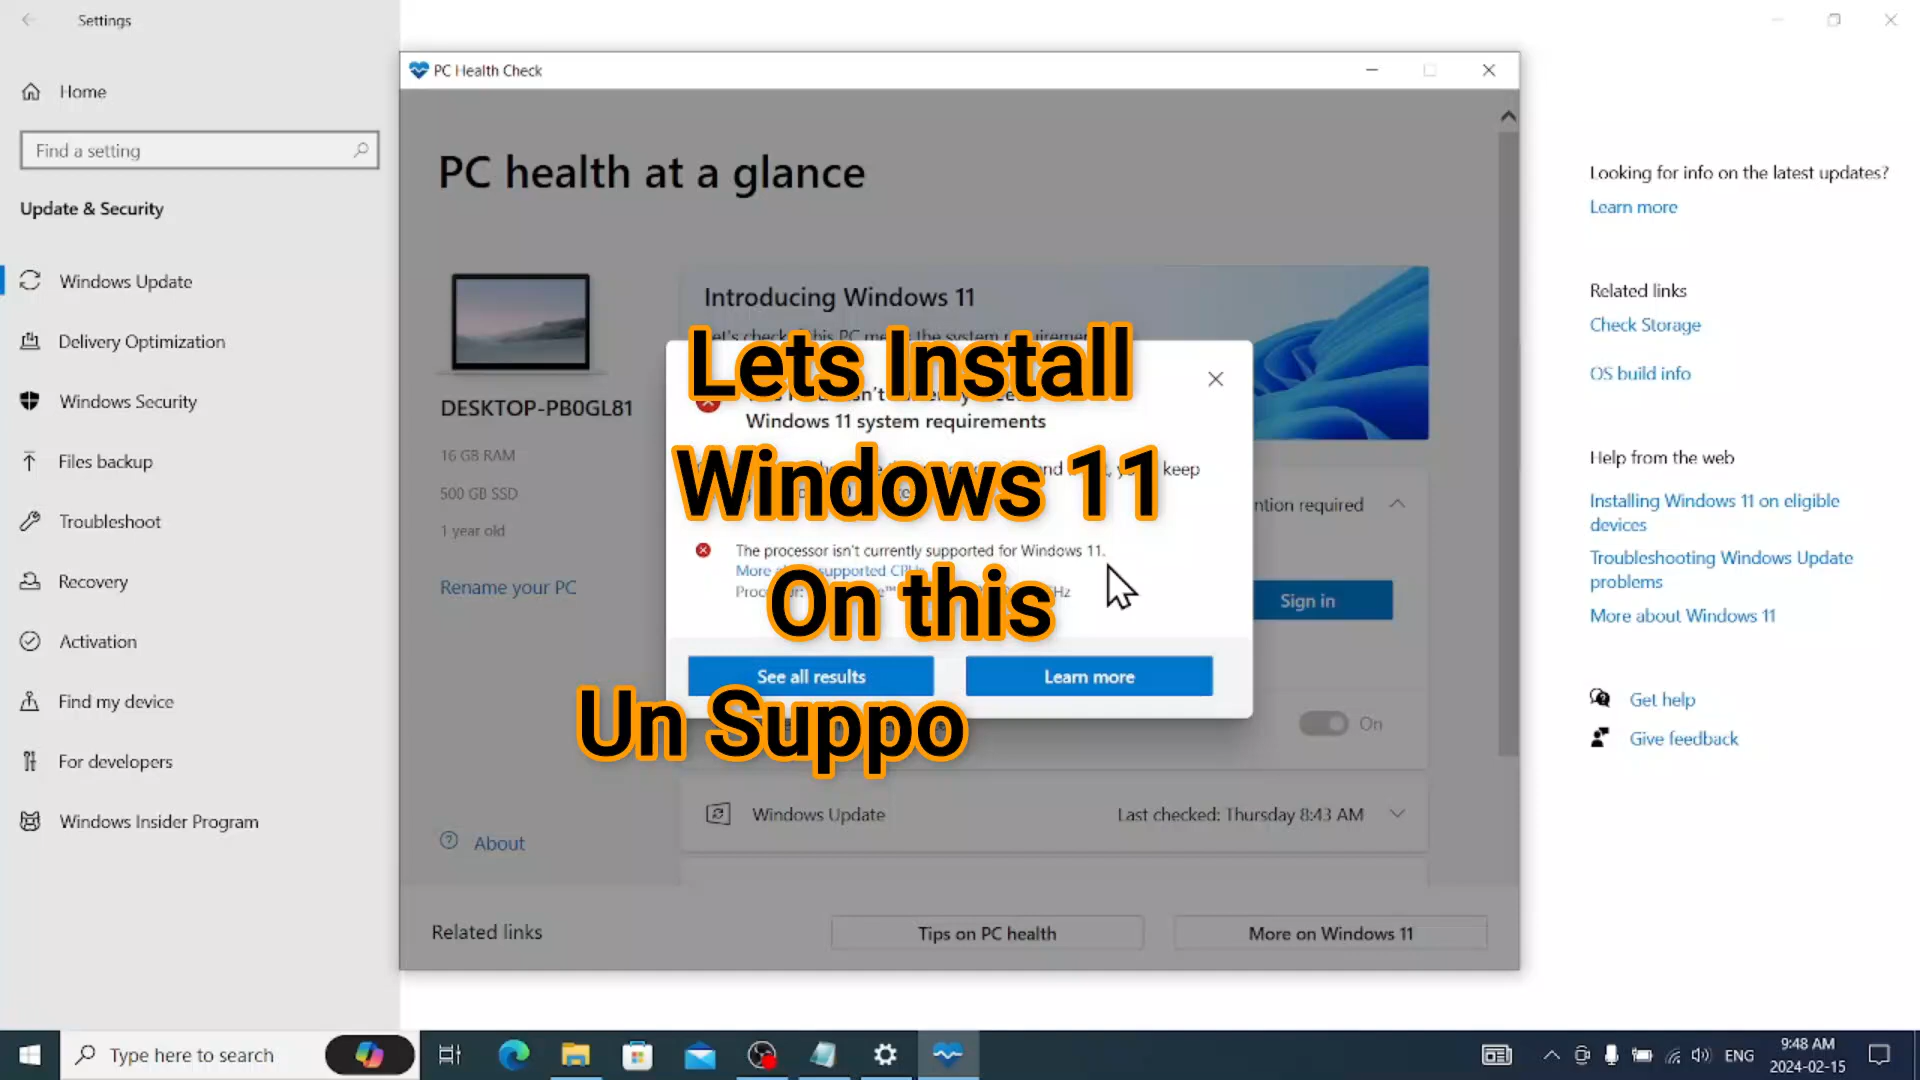 Settings
Home
Find a setting
Update & Security
Windows Update
Delivery Optimization
Windows Security
Files backup
Troubleshoot
Recovery
Activation
Find my device
For developers
Windows Insider Program
PC Health Check
PC health at a glance
DESKTOP-PB0GL81
16 GB RAM
500 GB SSD
1 year old
Rename your PC
About
Introducing Windows 11
Lets Install
Windows 11 system requirements
Windows 11
keep
On this
The processor isn't currently supported for Windows 11.
More supported
See all results
Learn more
Un Suppo
required
Sign in
On
Windows Update
Last checked: Thursday 8:43 AM
Related links
Tips on PC health
More on Windows 11
Looking for info on the latest updates?
Learn more
Related links
Check Storage
OS build info
Help from the web
Installing Windows 11 on eligible
devices
Troubleshooting Windows Update
problems
More about Windows 11
Get help
Give feedback
Type here to search
ENG
9:48 AM
2024-02-15